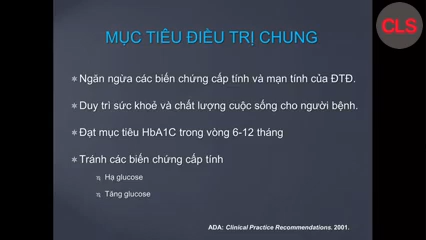 CLS
MỤC TIÊU ĐIỀU TRỊ CHUNG
Ngăn ngừa các biến chứng cấp tính và mạn tính của ĐTĐ.
Duy trì sức khoẻ và chất lượng cuộc sống cho người bệnh.
Đạt mục tiêu HbA1C trong vòng 6-12 tháng
Tránh các biến chứng cấp tính
Hạ glucose
Tăng glucose
ADA: Clinical Practice Recommendations. 2001.